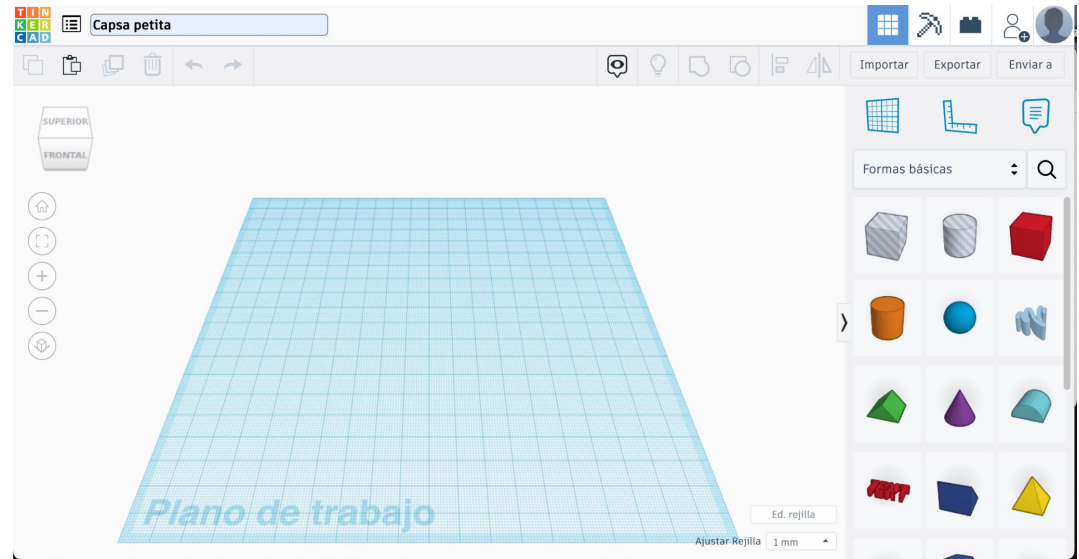 TIN
KER
CAD
Capsa petita
Importar
Exportar
Enviar a
SUPERIOR
FRONTAL
Formas básicas
TEXT
Plano de trabajo
Ed. rejilla
Ajustar Rejilla 1 mm